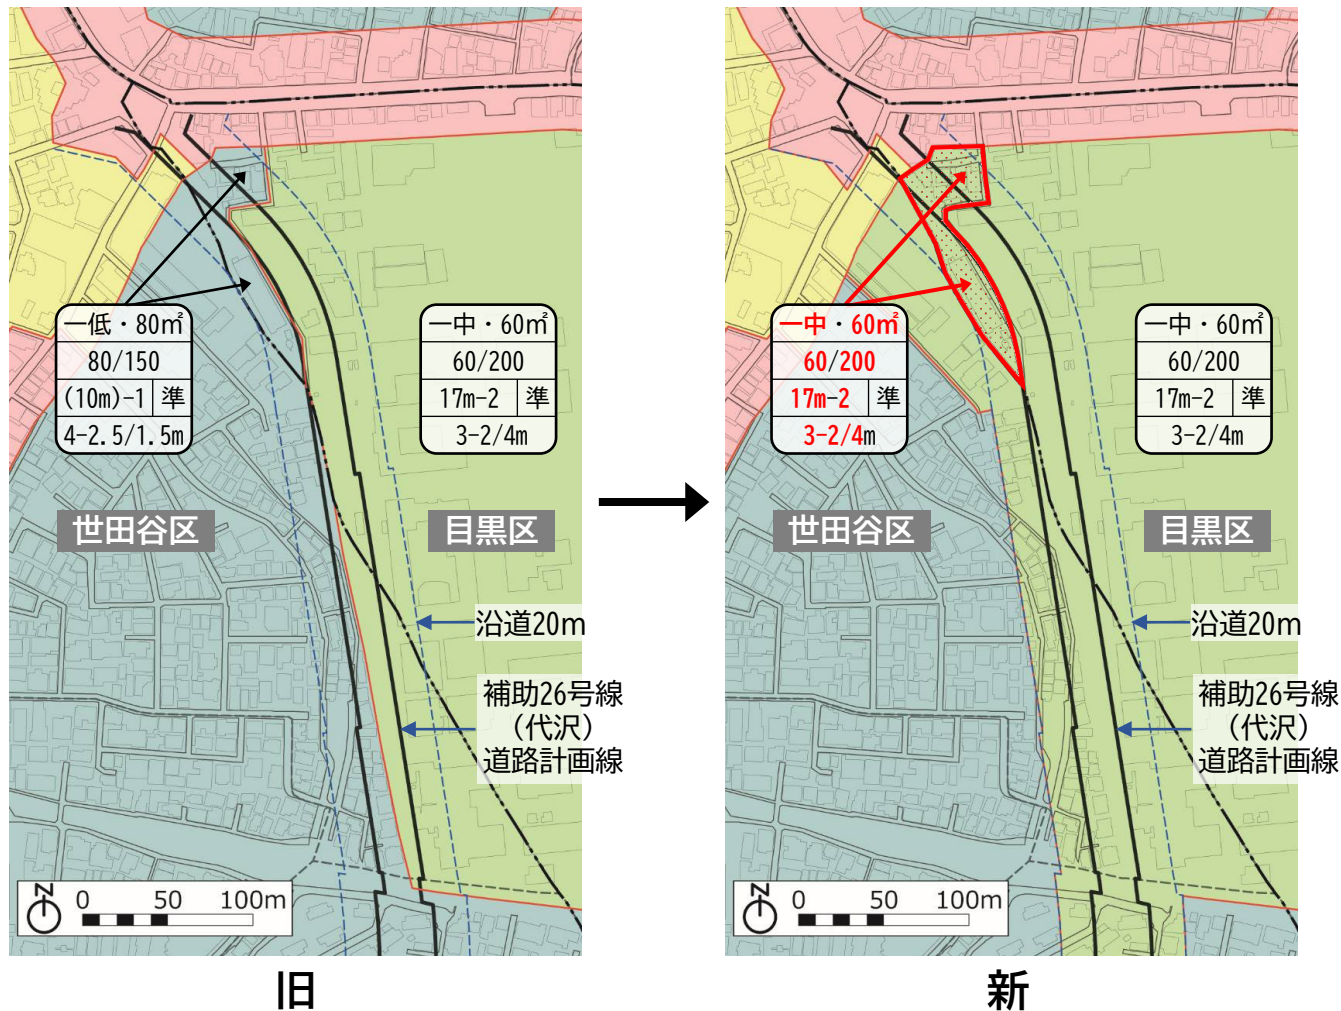 一低・80㎡
80/150
(10m)-1 準
4-2.5/1.5m
一中・60㎡
60/200
17m-2 準
3-2/4m
世田谷区
目黒区
沿道20m
補助26号線
（代沢）
道路計画線
N
0 50 100m
旧
一中・60㎡
60/200
17m-2 準
3-2/4m
一中・60㎡
60/200
17m-2 準
3-2/4m
世田谷区
目黒区
沿道20m
補助26号線
（代沢）
道路計画線
N
0 50 100m
新